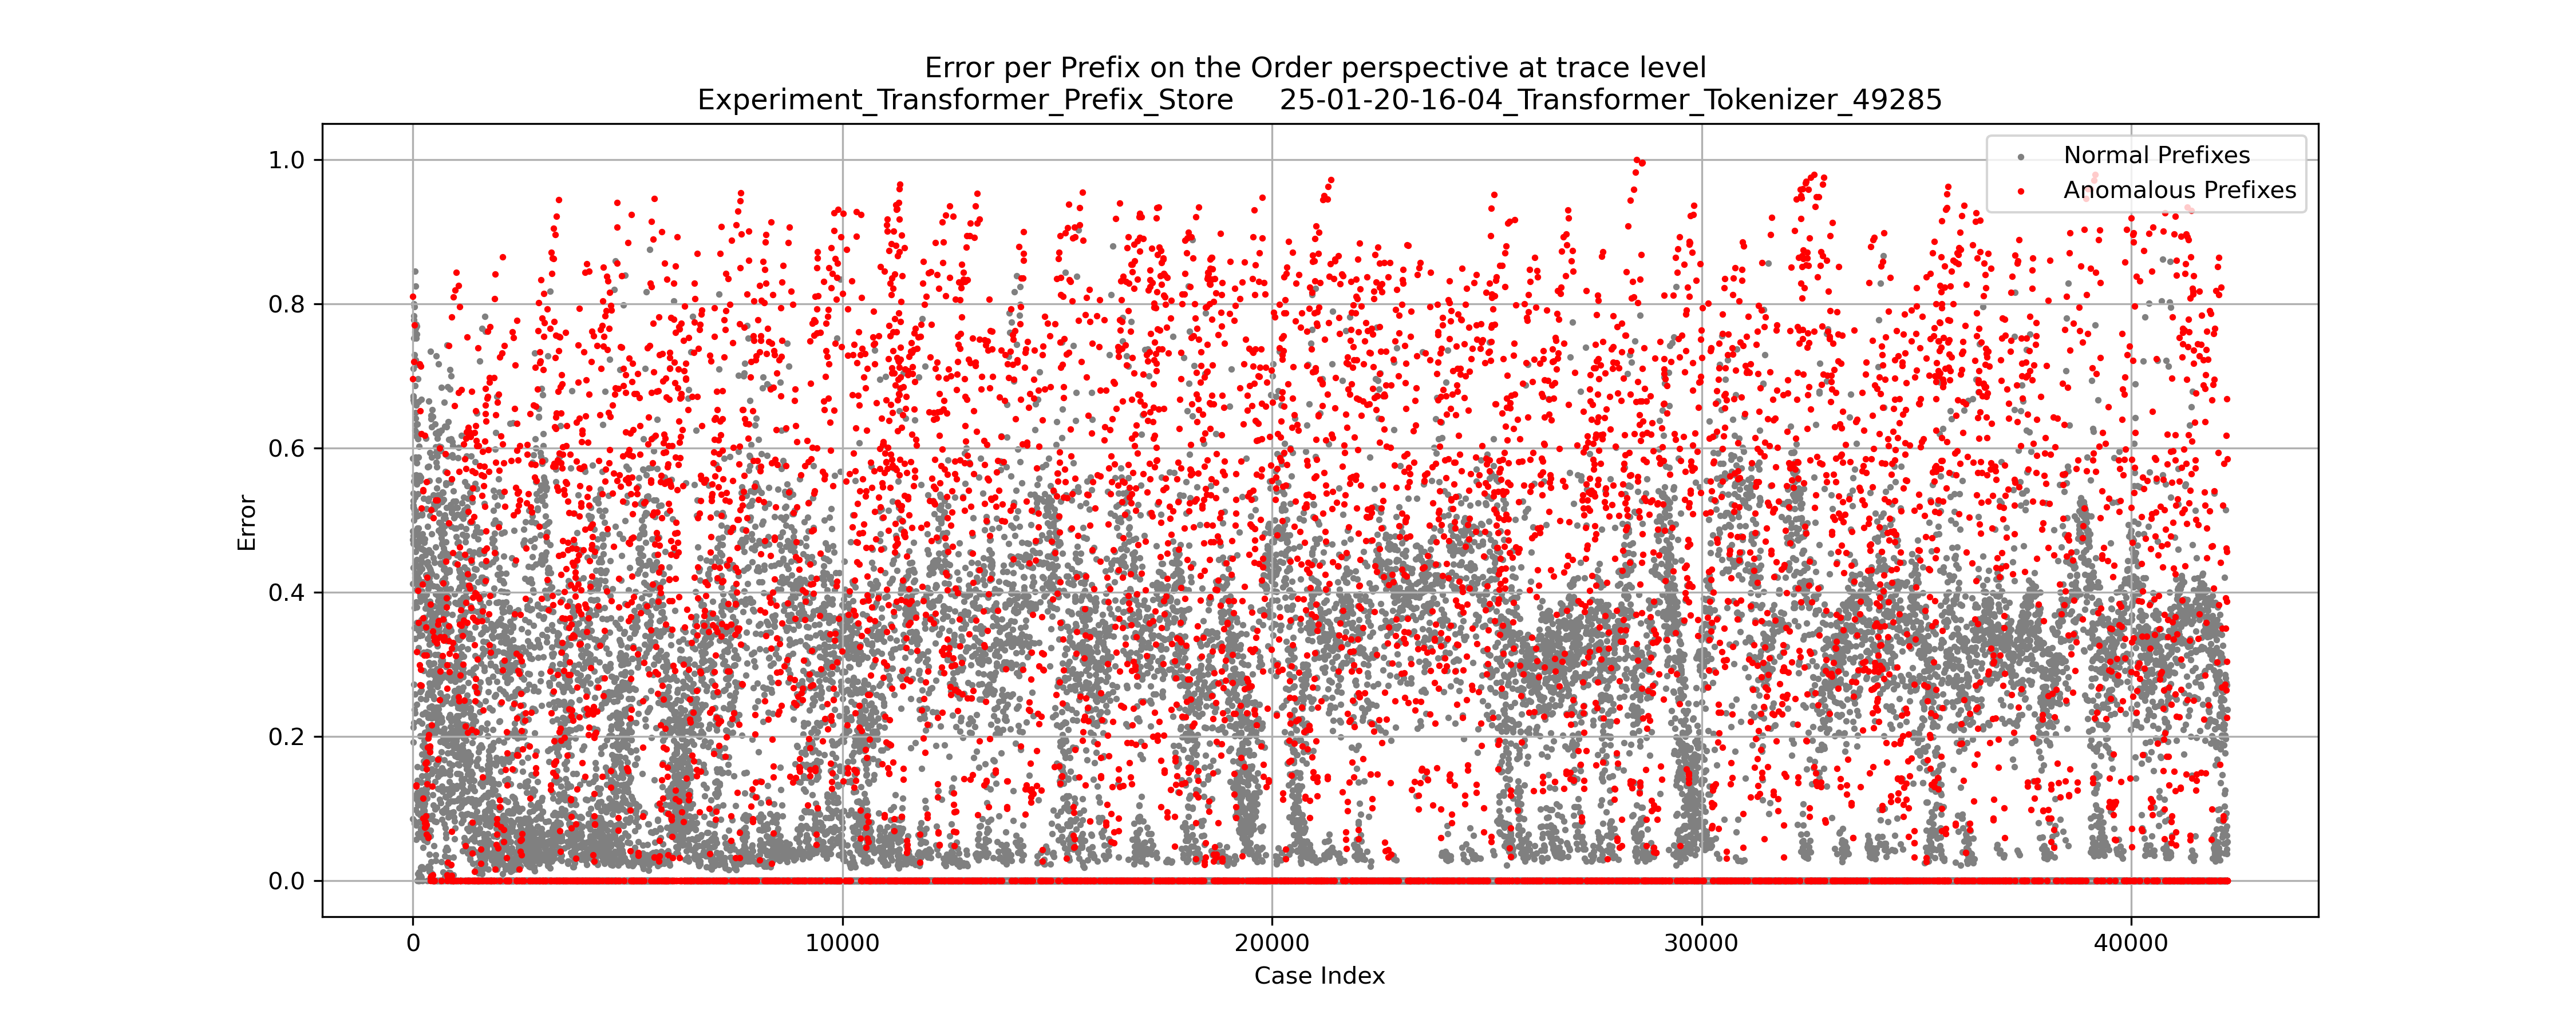 Error per Prefix on the Order perspective at trace level
Experiment_Transformer_Prefix_Store 25-01-20-16-04_Transformer_Tokenizer_49285
Normal Prefixes
Anomalous Prefixes
Error
1.0
0.8
0.6
0.4
0.2
0.0
0 10000 20000 30000 40000
Case Index